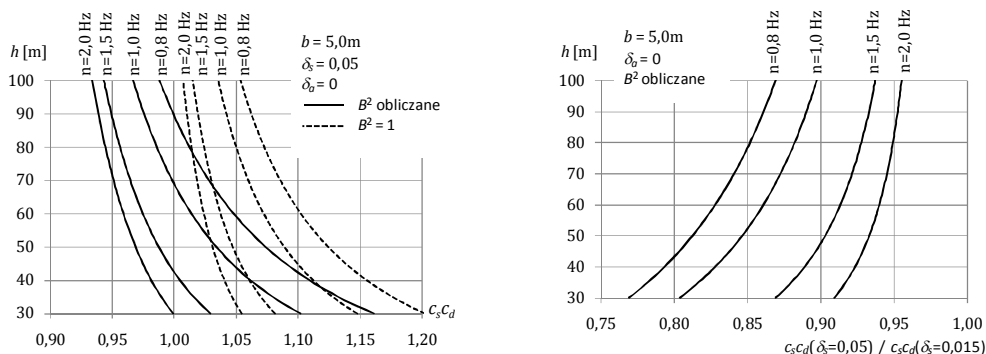 h [m]
n=2,0 Hz
n=1,5 Hz
n=1,0 Hz
n=0,8 Hz
n=2,0 Hz
n=1,5 Hz
n=1,0 Hz
n=0,8 Hz
b = 5,0m
δs = 0,05
δa = 0
B² obliczane
B² = 1
100
90
80
70
60
50
40
30
cscd
0,90 0,95 1,00 1,05 1,10 1,15 1,20
h [m]
b = 5,0m
δa = 0
B² obliczane
n=0,8 Hz
n=1,0 Hz
n=1,5 Hz
n=2,0 Hz
100
90
80
70
60
50
40
30
0,75 0,80 0,85 0,90 0,95 1,00
cscd(δs=0,05) / cscd(δs=0,015)